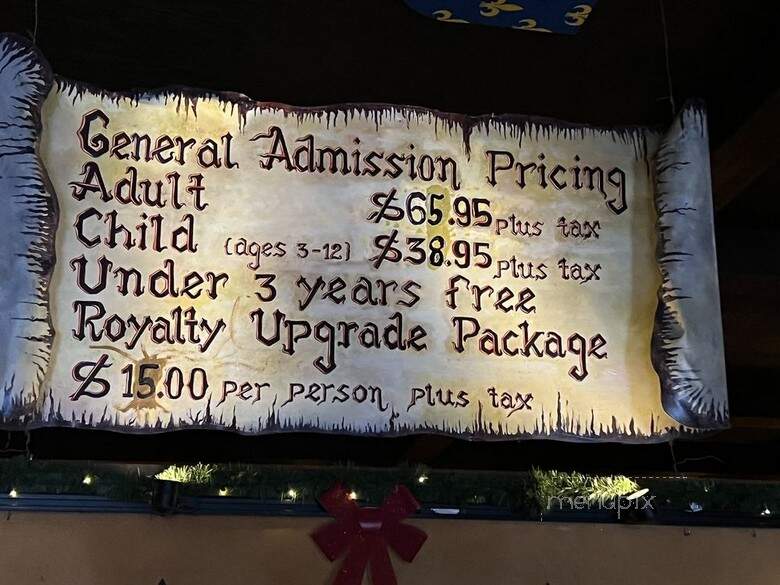 General Admission Pricing
Adult $65.95 plus tax
Child (ages 3-12) $38.95 plus tax
Under 3 years free
Royalty Upgrade Package
$15.00 per person plus tax
menupix